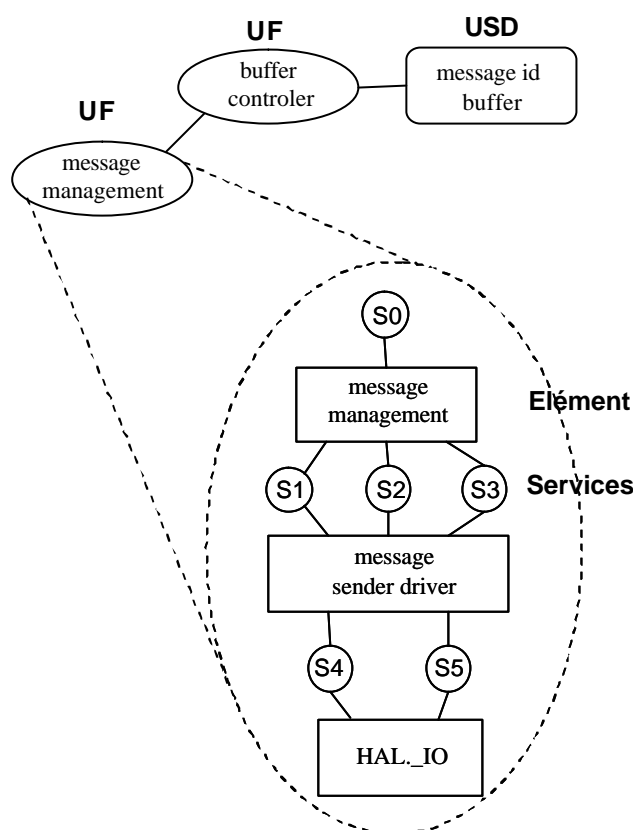 USD
UF
buffer
controler
message id
buffer
UF
message
management
S0
message
management
Elément
S1
S2
S3
Services
message
sender driver
S4
S5
HAL._IO